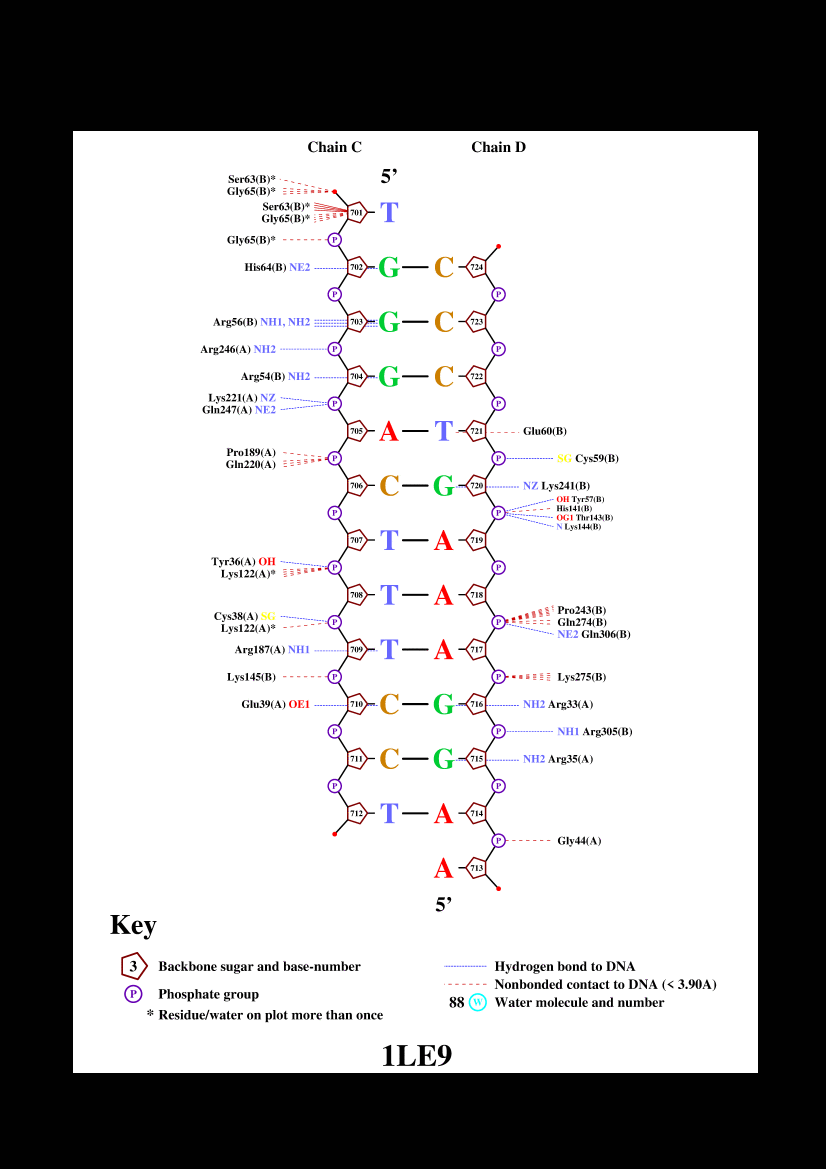 Chain C Chain D
5’
Ser63(B)*
Gly65(B)*
Ser63(B)*
Gly65(B)*
701 T
Gly65(B)* P
His64(B) NE2 702 G C 724
P P
Arg56(B) NH1, NH2 703 G C 723
Arg246(A) NH2 P P
Arg54(B) NH2 704 G C 722
Lys221(A) NZ
Gln247(A) NE2
P P
705 A T 721 Glu60(B)
Pro189(A)
Gln220(A)
P P SG Cys59(B)
706 C G 720 NZ Lys241(B)
P P
OH Tyr57(B)
His141(B)
OG1 Thr143(B)
N Lys144(B)
707 T A 719
Tyr36(A) OH
Lys122(A)*
P P
708 T A 718
Cys38(A) SG
Lys122(A)*
P P
Pro243(B)
Gln274(B)
NE2 Gln306(B)
Arg187(A) NH1 709 T A 717
Lys145(B) P P Lys275(B)
Glu39(A) OE1 710 C G 716 NH2 Arg33(A)
P P NH1 Arg305(B)
711 C G 715 NH2 Arg35(A)
P P
712 T A 714
P Gly44(A)
A 713
5’
Key
3 Backbone sugar and base-number
P Phosphate group
* Residue/water on plot more than once
Hydrogen bond to DNA
Nonbonded contact to DNA (< 3.90A)
88 W Water molecule and number
1LE9